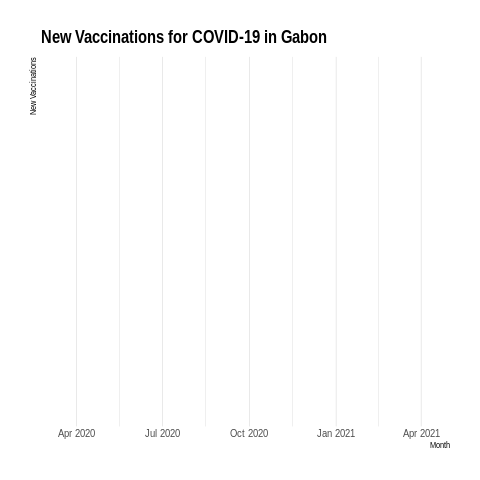 New Vaccinations for COVID-19 in Gabon
New Vaccinations
Apr 2020
Jul 2020
Oct 2020
Jan 2021
Apr 2021
Month